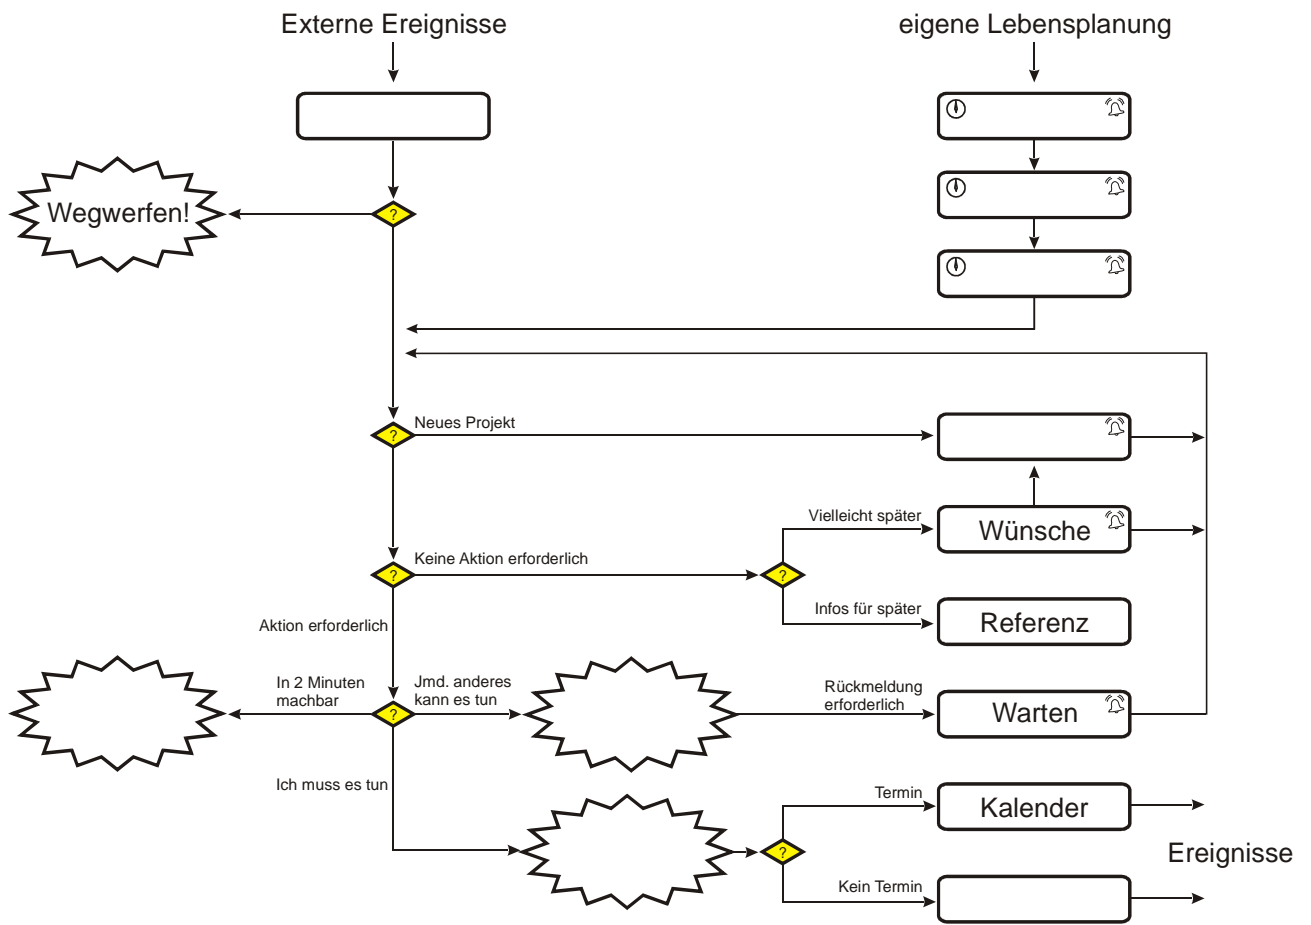 Externe Ereignisse
eigene Lebensplanung
Wegwerfen!
?
Neues Projekt
?
Vielleicht später
Wünsche
Keine Aktion erforderlich
?
?
Infos für später
Referenz
Aktion erforderlich
In 2 Minuten
machbar
Jmd. anderes
kann es tun
?
Rückmeldung
erforderlich
Warten
Ich muss es tun
Termin
Kalender
?
Ereignisse
Kein Termin